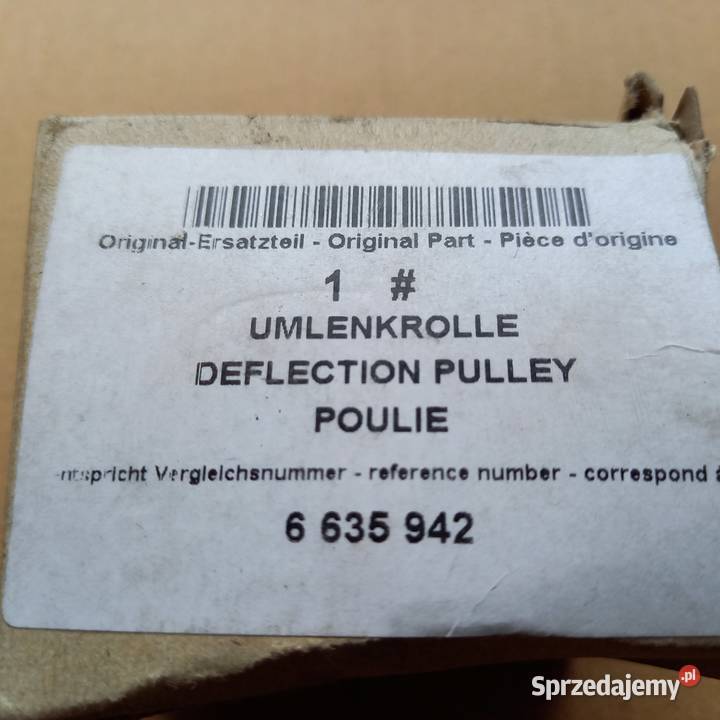 Original-Ersatzteil - Original Part - Pièce d'origine
1 #
UMLENKROLLE
DEFLECTION PULLEY
POULIE
entspricht Vergleichsnummer - reference number - correspond à
6 635 942
Sprzedajemy.pl